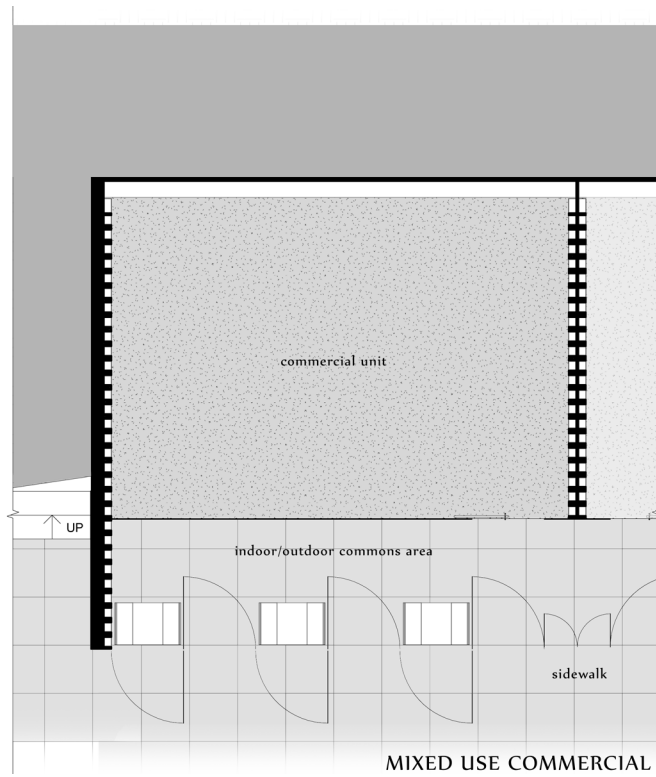 commercial unit
UP
indoor/outdoor commons area
sidewalk
MIXED USE COMMERCIAL